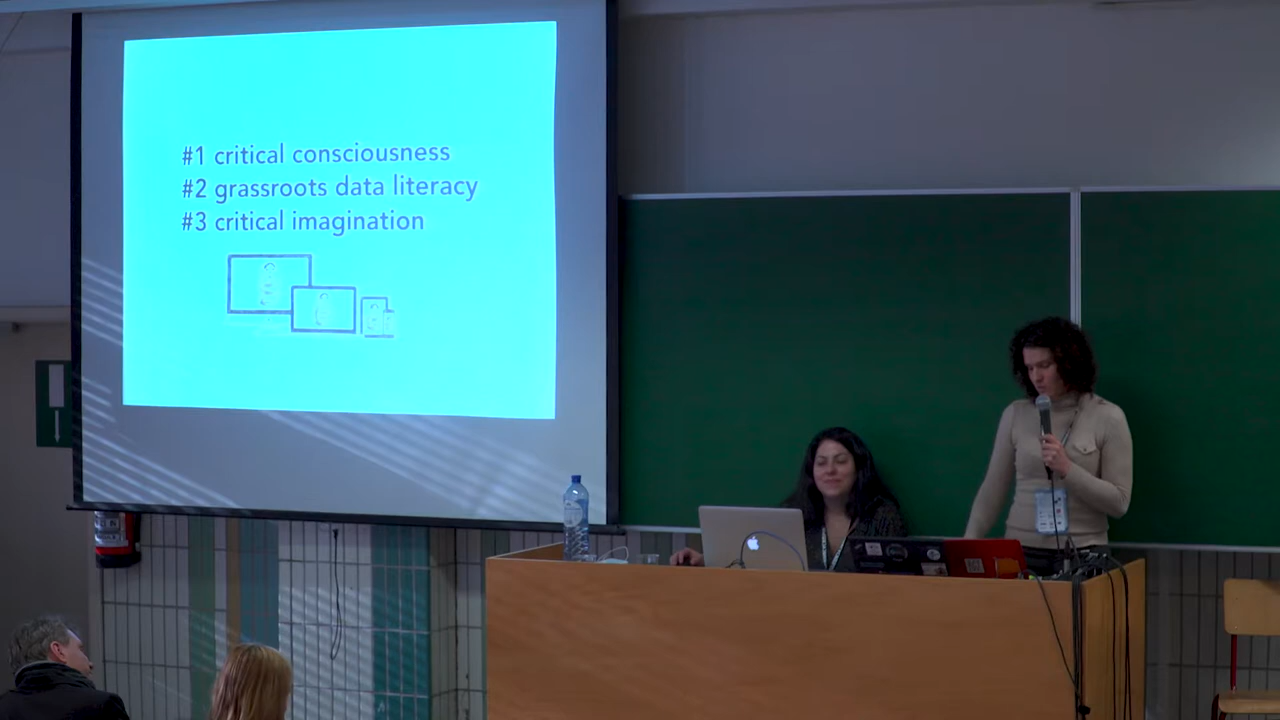 #1 critical consciousness
#2 grassroots data literacy
#3 critical imagination